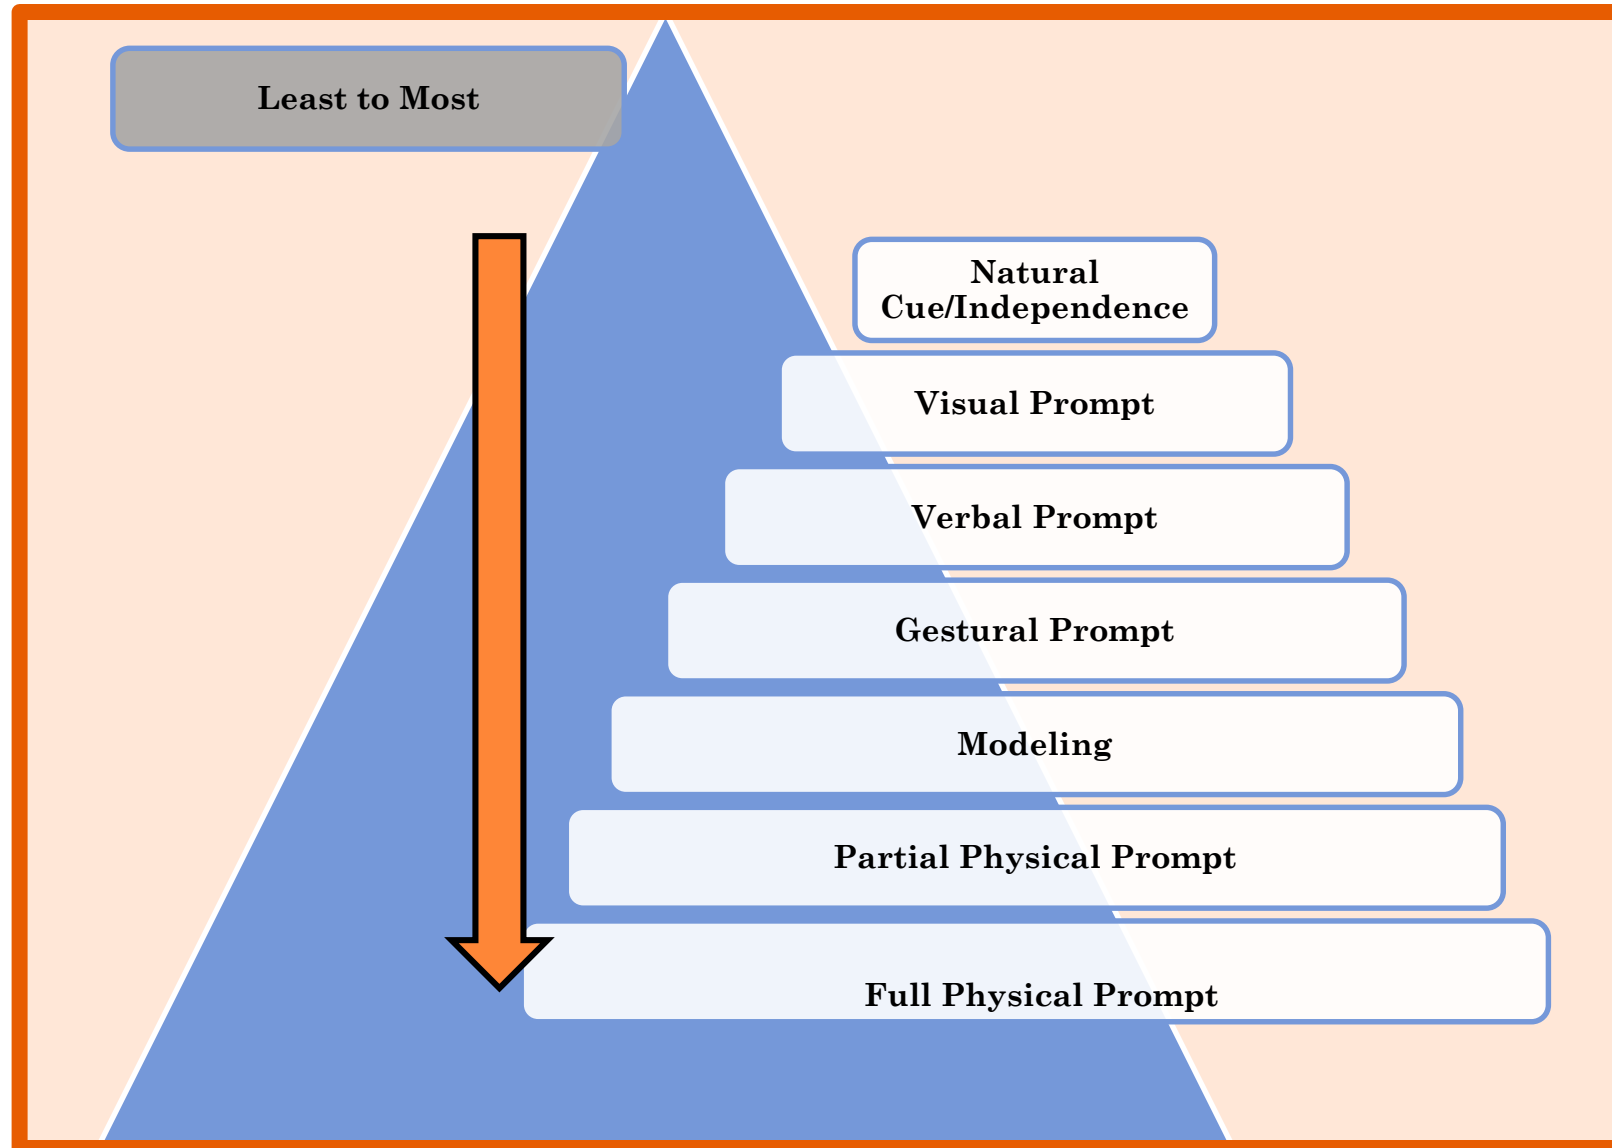 Least to Most
Natural
Cue/Independence
Visual Prompt
Verbal Prompt
Gestural Prompt
Modeling
Partial Physical Prompt
Full Physical Prompt